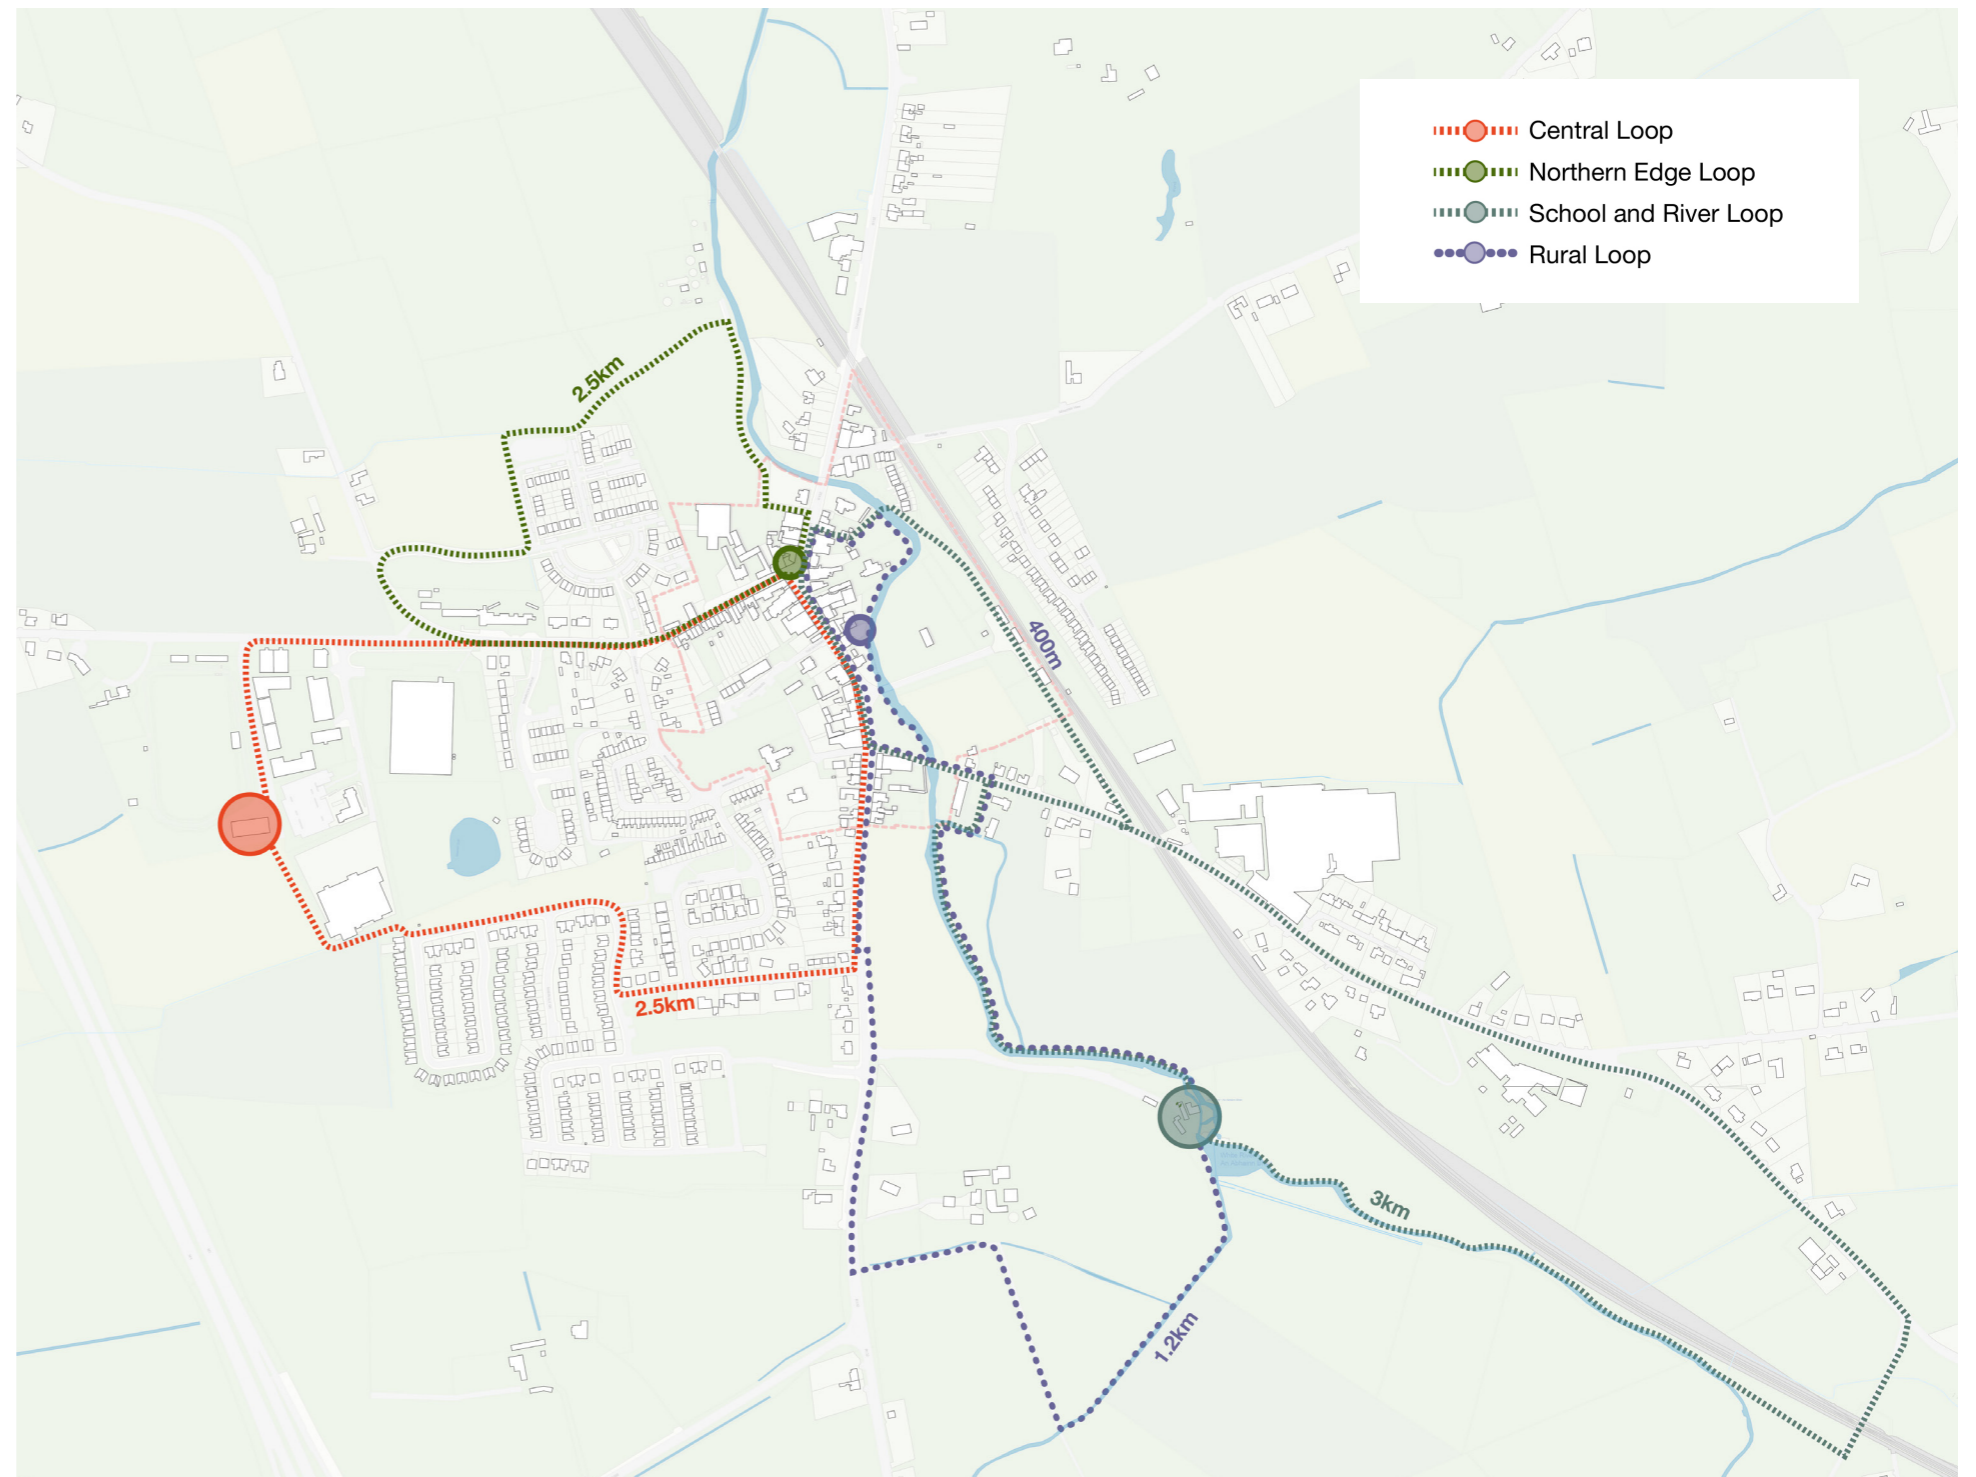 Central Loop
Northern Edge Loop
School and River Loop
Rural Loop
2.5km
400m
2.5km
3km
1.2km